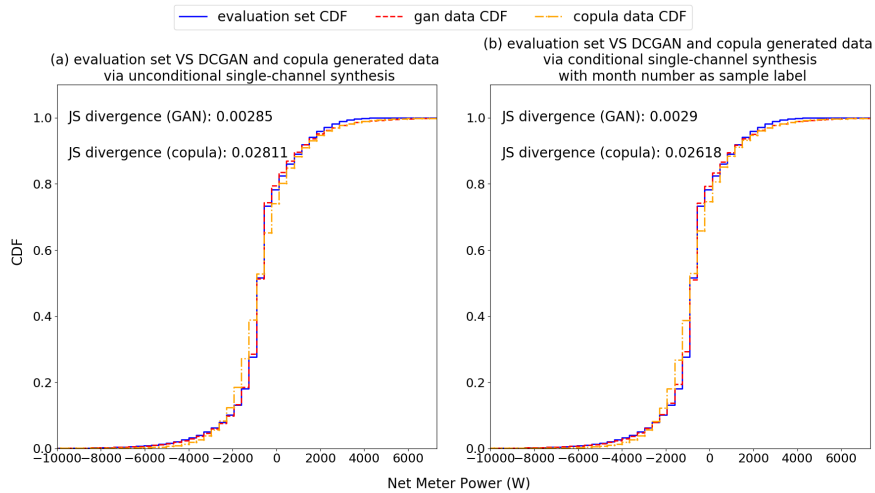 evaluation set CDF gan data CDF copula data CDF
(a) evaluation set VS DCGAN and copula generated data
via unconditional single-channel synthesis
JS divergence (GAN): 0.00285
JS divergence (copula): 0.02811
CDF
1.0
0.8
0.6
0.4
0.2
0.0
−10000 −8000 −6000 −4000 −2000 0 2000 4000 6000
(b) evaluation set VS DCGAN and copula generated data
via conditional single-channel synthesis
with month number as sample label
JS divergence (GAN): 0.0029
JS divergence (copula): 0.02618
1.0
0.8
0.6
0.4
0.2
0.0
−10000 −8000 −6000 −4000 −2000 0 2000 4000 6000
Net Meter Power (W)